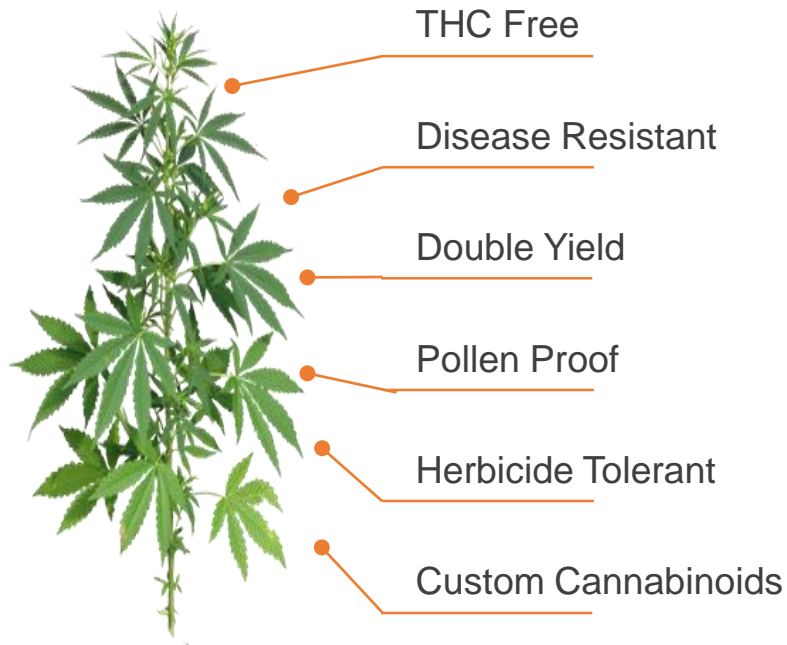 THC Free
Disease Resistant
Double Yield
Pollen Proof
Herbicide Tolerant
Custom Cannabinoids